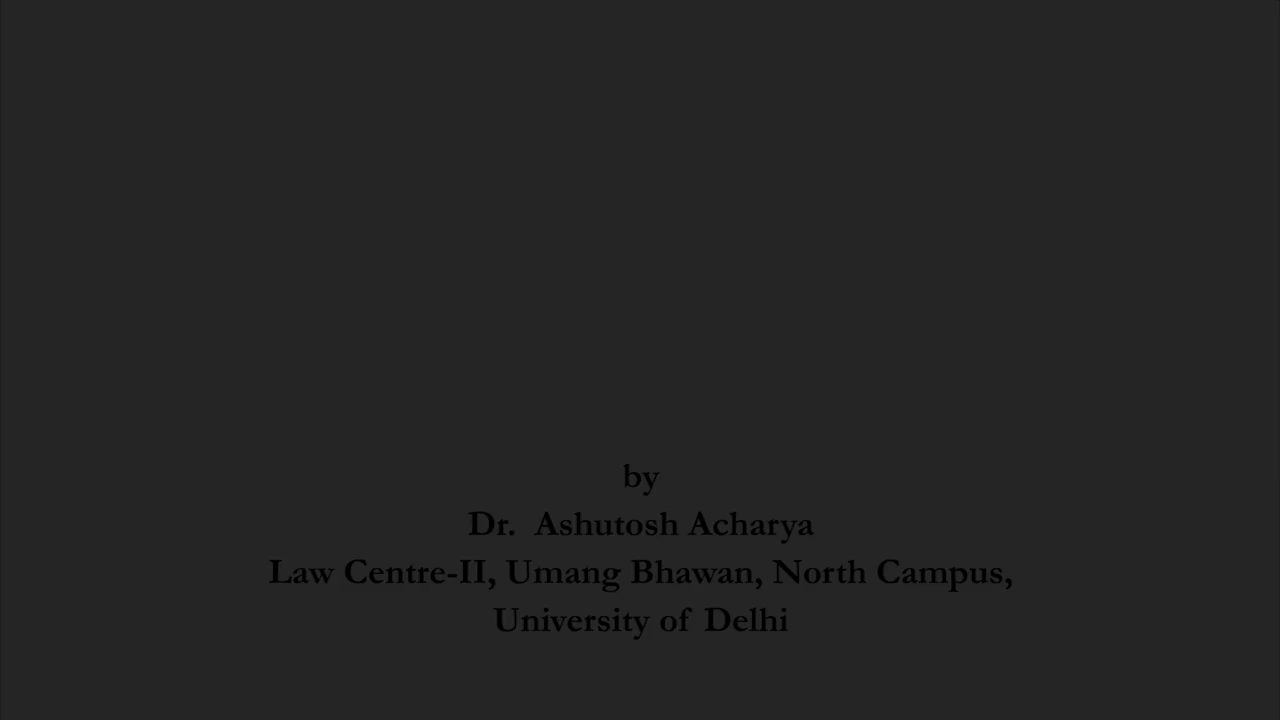 by
Dr. Ashutosh Acharya
Law Centre-II, Umang Bhawan, North Campus,
University of Delhi